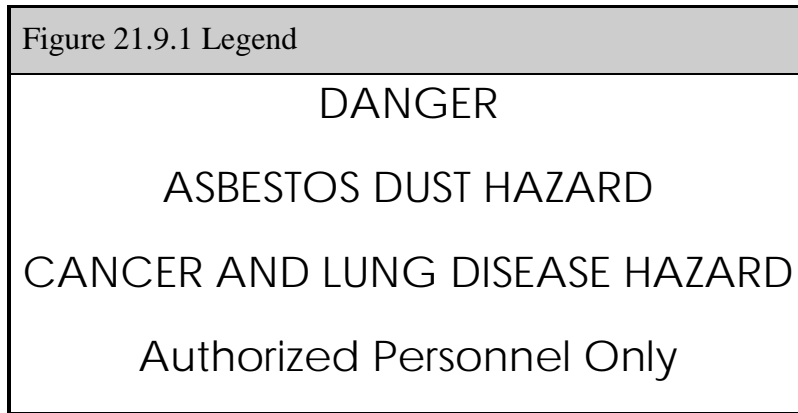 Figure 21.9.1 Legend
DANGER
ASBESTOS DUST HAZARD
CANCER AND LUNG DISEASE HAZARD
Authorized Personnel Only